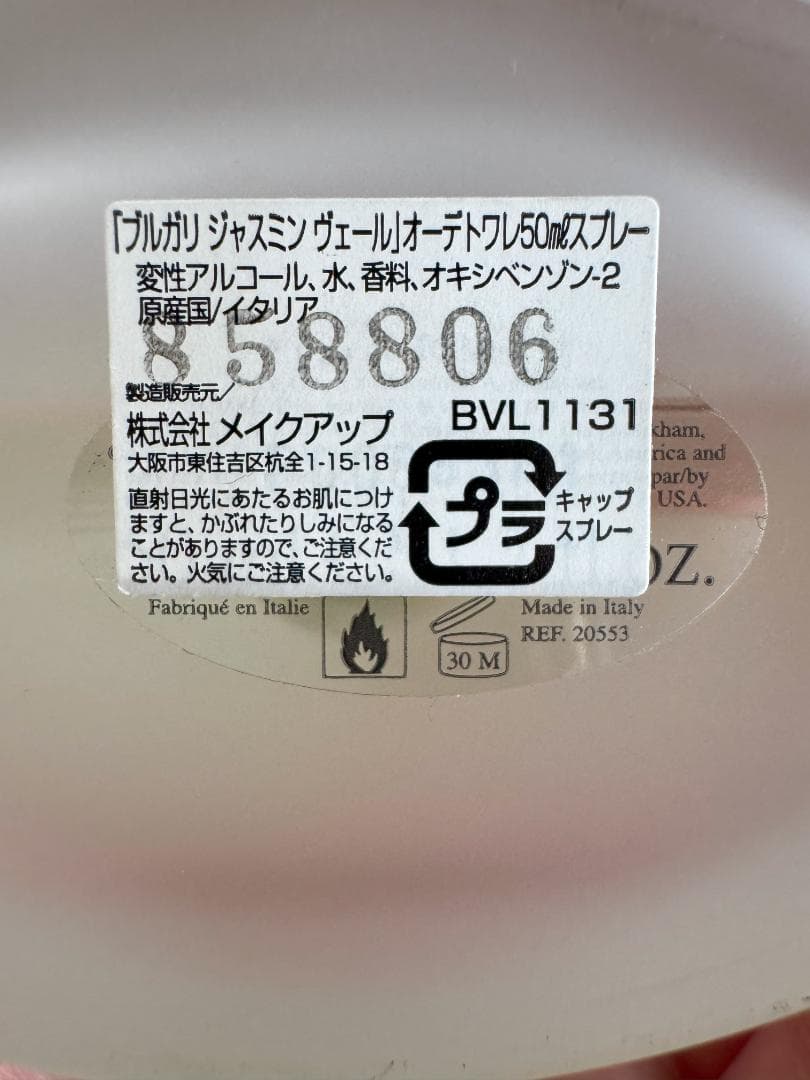 「ブルガリ ジャスミン ヴェール」オーデトワレ50㎖スプレー
変性アルコール、水、香料、オキシベンゾン-2
原産国/イタリア
858806
製造販売元/
株式会社 メイクアップ
BVL1131
大阪市東住吉区杭全1-15-18
直射日光にあたるお肌につけ
ますと、かぶれたりしみになる
ことがありますので、ご注意くだ
さい。火気にご注意ください。
プラ
キャップ
スプレー
and
par/by
USA.
OZ.
Fabriqué en Italie
30 M
Made in Italy
REF. 20553